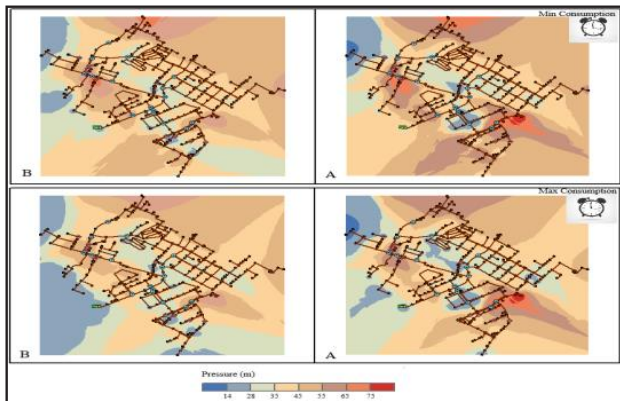 Min Consumption
B
A
Max Consumption
B
A
Pressure (m)
14 28 35 45 55 65 75